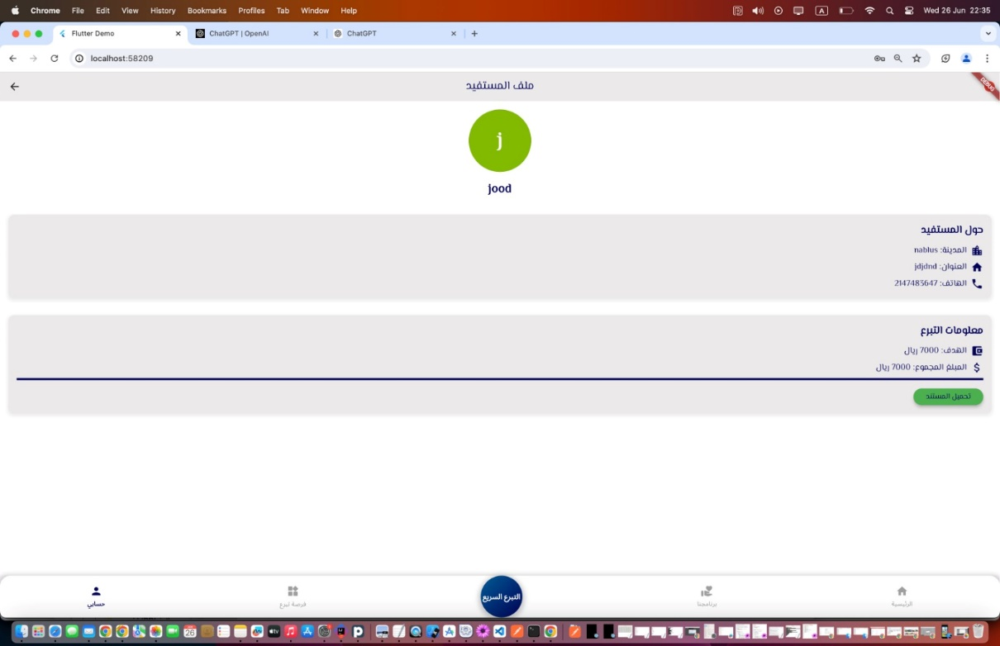 Chrome File Edit View History Bookmarks Profiles Tab Window Help
Wed 26 Jun 22:35
Flutter Demo
ChatGPT | OpenAI
ChatGPT
localhost:58209
ملف المستفيد
DEBUG
j
jood
حول المستفيد
المدينة: nablus
العنوان: jdjdnd
الهاتف: 2147483647
معلومات التبرع
الهدف: 7000 ريال
المبلغ المجموع: 7000 ريال
تحميل المستند
الرئيسية
برنامجنا
التبرع السريع
فرصة تبرع
حسابي
26